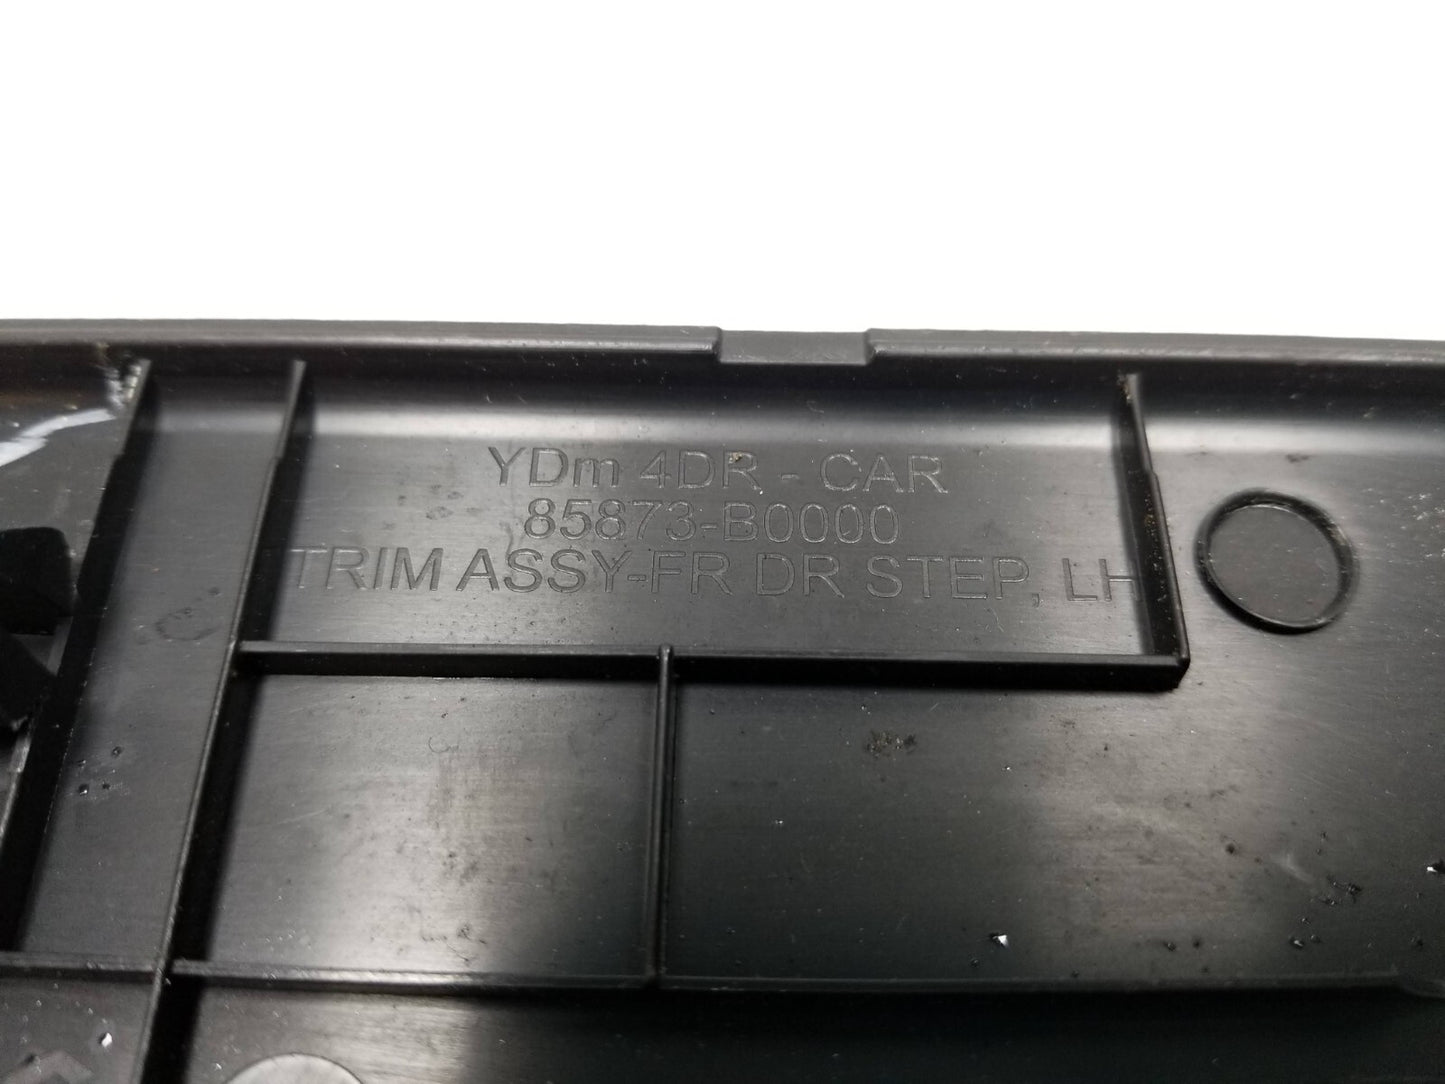 YDm 4DR - CAR
85873-B0000
TRIM ASSY-FR DR STEP, LH